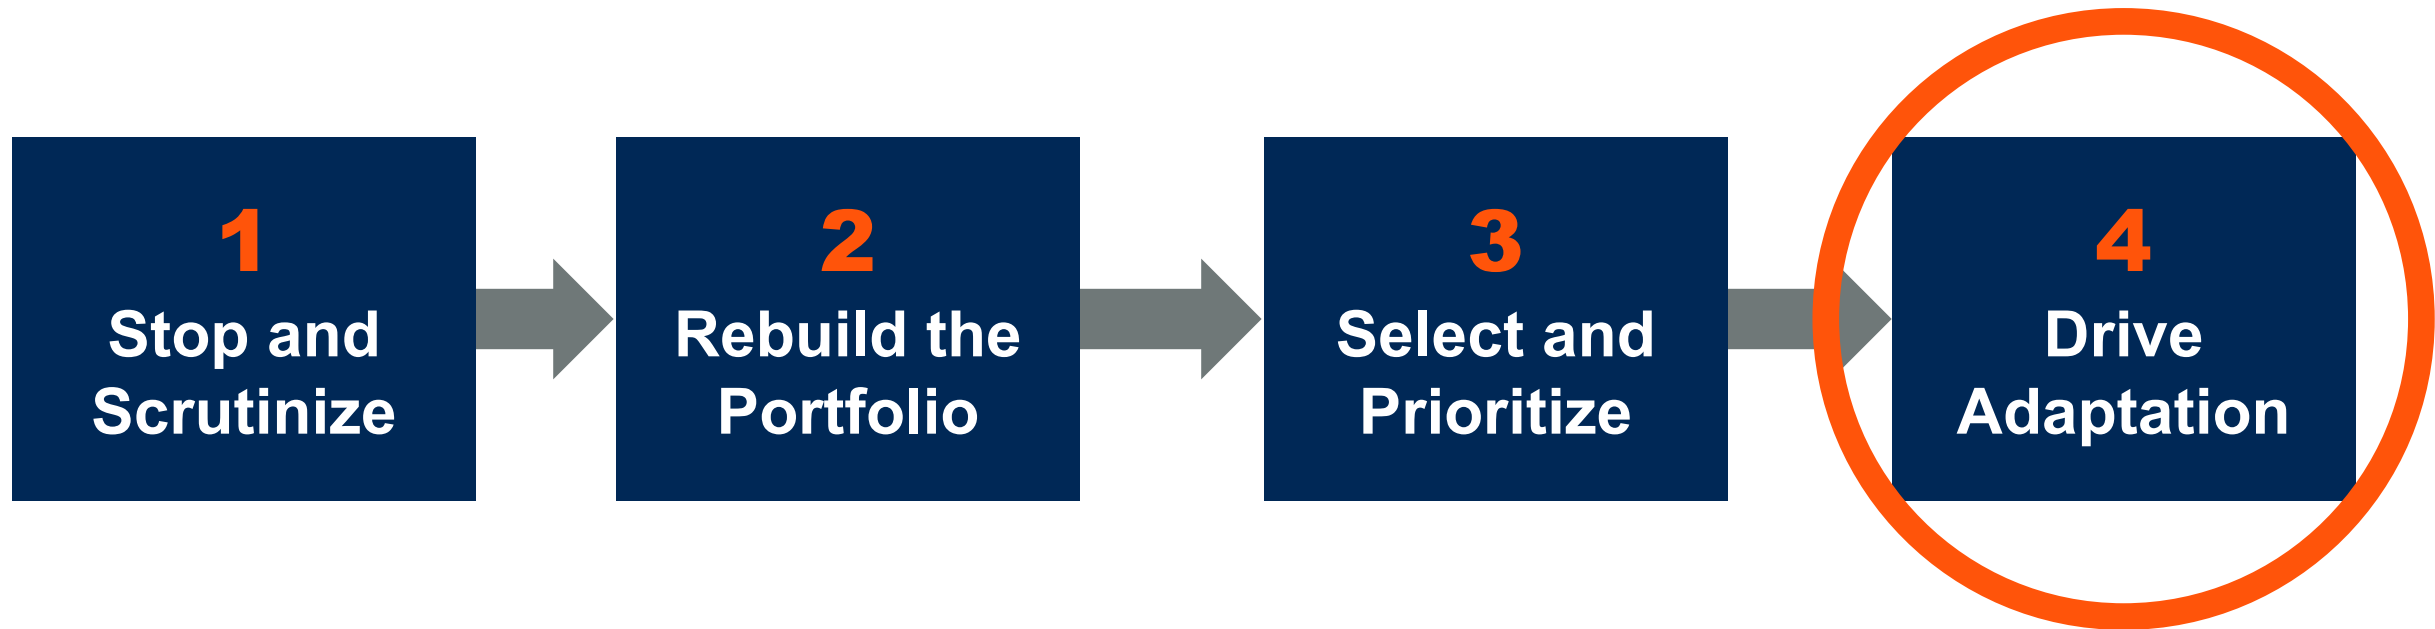 1
Stop and
Scrutinize
2
Rebuild the
Portfolio
3
Select and
Prioritize
4
Drive
Adaptation